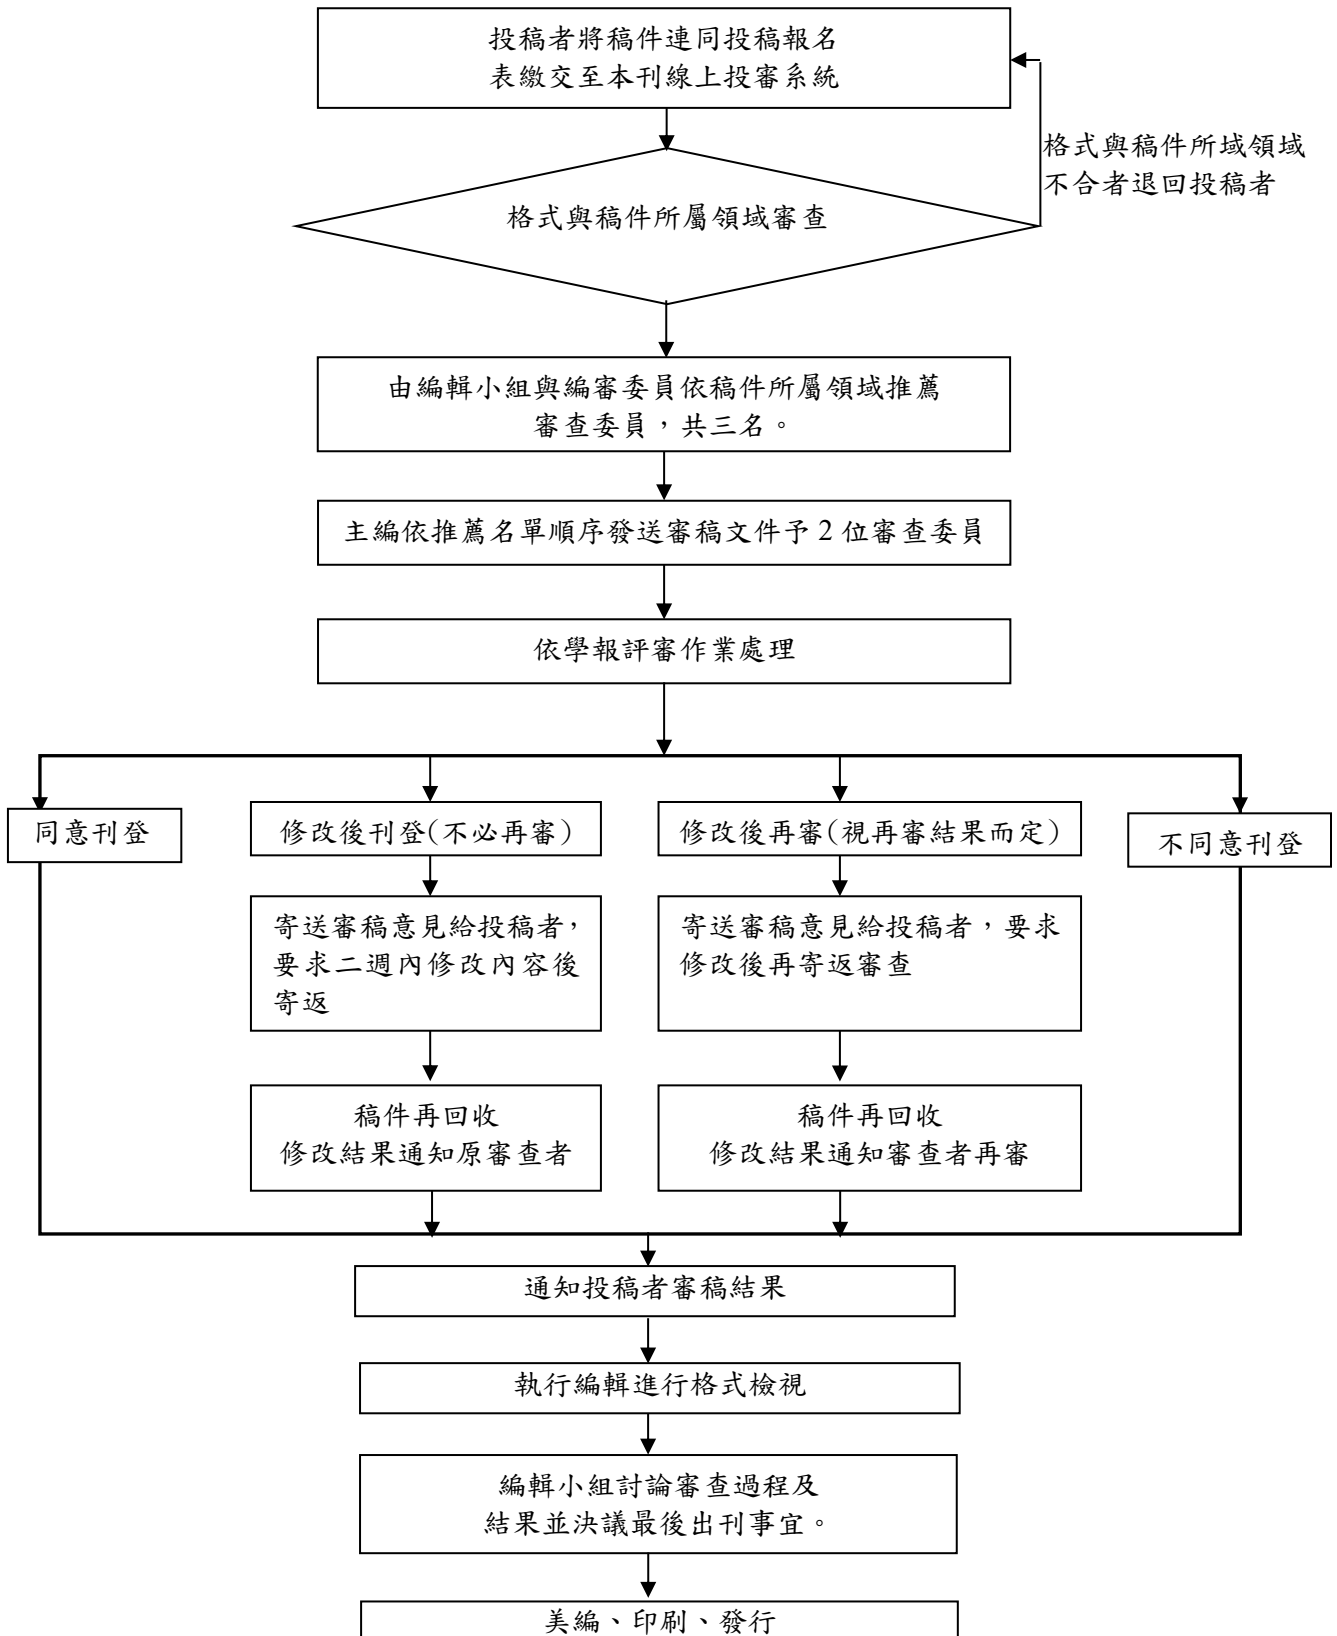 投稿者將稿件連同投稿報名
表繳交至本刊線上投審系統
格式與稿件所域領域
不合者退回投稿者
格式與稿件所屬領域審查
由編輯小組與編審委員依稿件所屬領域推薦
審查委員，共三名。
主編依推薦名單順序發送審稿文件予 2 位審查委員
依學報評審作業處理
同意刊登
修改後刊登(不必再審)
修改後再審(視再審結果而定)
不同意刊登
寄送審稿意見給投稿者，
要求二週內修改內容後
寄返
寄送審稿意見給投稿者，要求
修改後再寄返審查
稿件再回收
修改結果通知原審查者
稿件再回收
修改結果通知審查者再審
通知投稿者審稿結果
執行編輯進行格式檢視
編輯小組討論審查過程及
結果並決議最後出刊事宜。
美編、印刷、發行